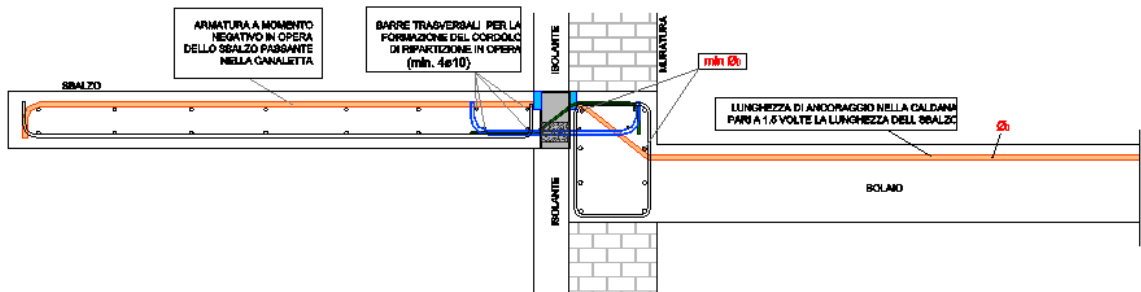 ARMATURA A MOMENTO
NEGATIVO IN OPERA
DELLO SBALZO PASSANTE
NELLA CANALETTA
BARRE TRASVERSALI PER LA
FORMAZIONE DEL CORDOLO
DI RIPARTIZIONE IN OPERA
(min. 4ø10)
ISOLANTE
MURATURA
min Øb
SBALZO
LUNGHEZZA DI ANCORAGGIO NELLA CALDANA
PARI A 1.5 VOLTE LA LUNGHEZZA DELL SBALZO
Øb
SOLAIO
ISOLANTE